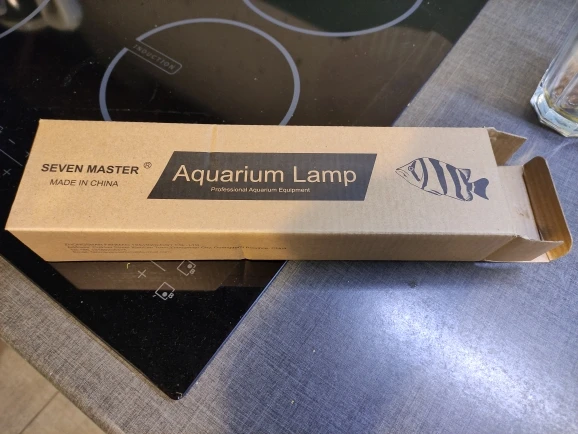 INDUCTION
SEVEN MASTER ®
MADE IN CHINA
Aquarium Lamp
Professional Aquarium Equipment
B